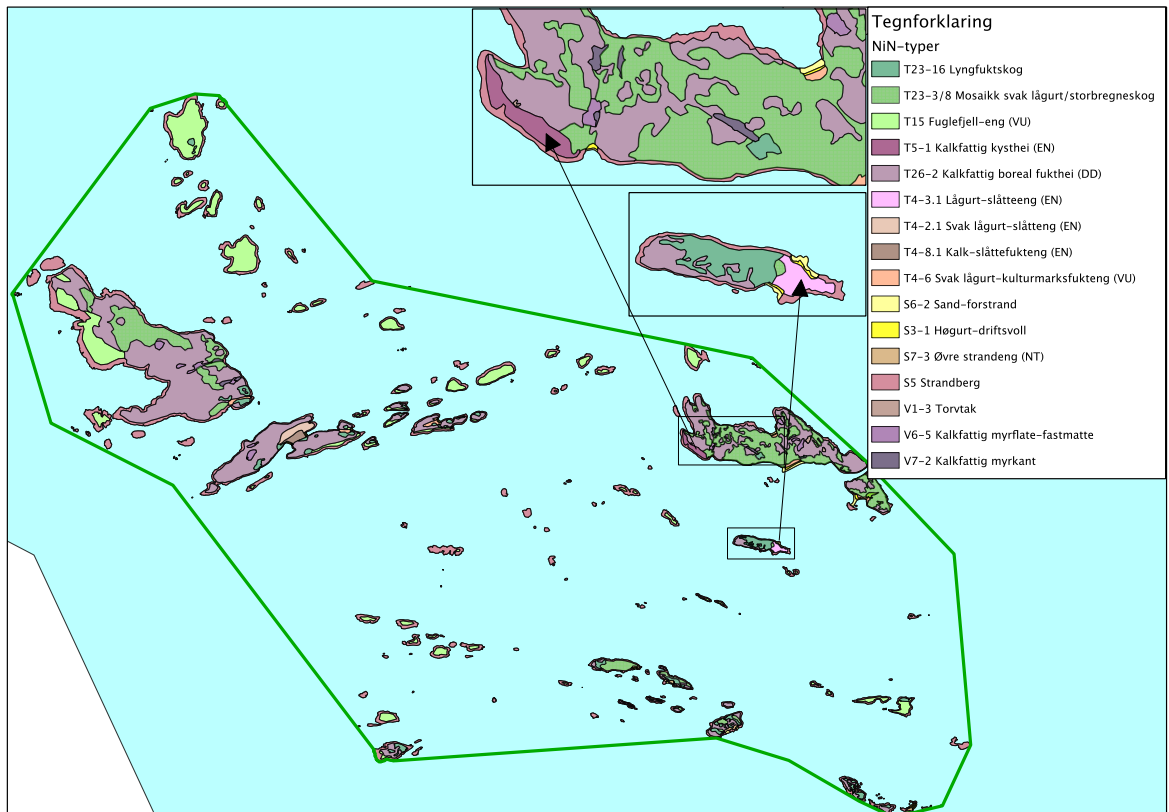 Tegnforklaring
NiN-typer
T23-16 Lyngfuktskog
T23-3/8 Mosaikk svak lågurt/storbregneskog
T15 Fuglefjell-eng (VU)
T5-1 Kalkfattig kysthei (EN)
T26-2 Kalkfattig boreal fukthei (DD)
T4-3.1 Lågurt-slåtteeng (EN)
T4-2.1 Svak lågurt-slåtteng (EN)
T4-8.1 Kalk-slåttefukteng (EN)
T4-6 Svak lågurt-kulturmarksfukteng (VU)
S6-2 Sand-forstrand
S3-1 Høgurt-driftsvoll
S7-3 Øvre strandeng (NT)
S5 Strandberg
V1-3 Torvtak
V6-5 Kalkfattig myrflate-fastmatte
V7-2 Kalkfattig myrkant